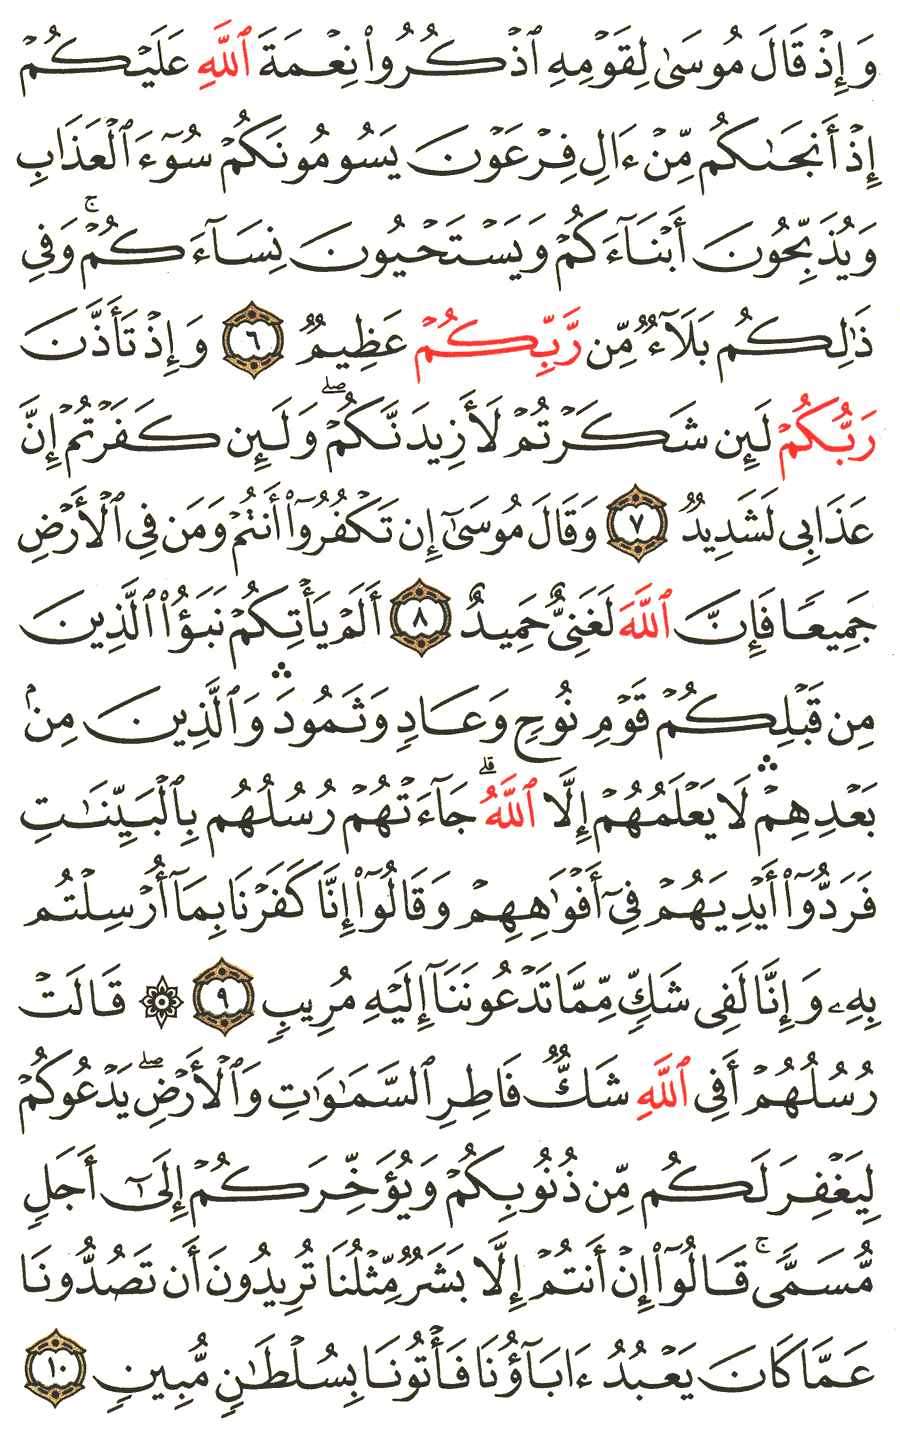 وَإِذۡ قَالَ مُوسَىٰ لِقَوۡمِهِ ٱذۡكُرُواْ نِعۡمَةَ ٱللَّهِ عَلَيۡكُمۡ
إِذۡ أَنجَىٰكُم مِّنۡ ءَالِ فِرۡعَوۡنَ يَسُومُونَكُمۡ سُوٓءَ ٱلۡعَذَابِ
وَيُذَبِّحُونَ أَبۡنَآءَكُمۡ وَيَسۡتَحۡيُونَ نِسَآءَكُمۡۚ وَفِي
ذَٰلِكُم بَلَآءٞ مِّن رَّبِّكُمۡ عَظِيمٞ ٦ وَإِذۡ تَأَذَّنَ
رَبُّكُمۡ لَئِن شَكَرۡتُمۡ لَأَزِيدَنَّكُمۡۖ وَلَئِن كَفَرۡتُمۡ إِنَّ
عَذَابِي لَشَدِيدٞ ٧ وَقَالَ مُوسَىٰٓ إِن تَكۡفُرُوٓاْ أَنتُمۡ وَمَن فِي ٱلۡأَرۡضِ
جَمِيعٗا فَإِنَّ ٱللَّهَ لَغَنِيٌّ حَمِيدٌ ٨ أَلَمۡ يَأۡتِكُمۡ نَبَؤُاْ ٱلَّذِينَ
مِن قَبۡلِكُمۡ قَوۡمِ نُوحٖ وَعَادٖ وَثَمُودَۛ وَٱلَّذِينَ مِنۢ
بَعۡدِهِمۡۛ لَا يَعۡلَمُهُمۡ إِلَّا ٱللَّهُۚ جَآءَتۡهُمۡ رُسُلُهُم بِٱلۡبَيِّنَٰتِ
فَرَدُّوٓاْ أَيۡدِيَهُمۡ فِيٓ أَفۡوَٰهِهِمۡ وَقَالُوٓاْ إِنَّا كَفَرۡنَا بِمَآ أُرۡسِلۡتُم
بِهِۦ وَإِنَّا لَفِي شَكّٖ مِّمَّا تَدۡعُونَنَآ إِلَيۡهِ مُرِيبٖ ٩ ۞ قَالَتۡ
رُسُلُهُمۡ أَفِي ٱللَّهِ شَكّٞ فَاطِرِ ٱلسَّمَٰوَٰتِ وَٱلۡأَرۡضِۖ يَدۡعُوكُمۡ
لِيَغۡفِرَ لَكُم مِّن ذُنُوبِكُمۡ وَيُؤَخِّرَكُمۡ إِلَىٰٓ أَجَلٖ
مُّسَمّٗىۚ قَالُوٓاْ إِنۡ أَنتُمۡ إِلَّا بَشَرٞ مِّثۡلُنَا تُرِيدُونَ أَن تَصُدُّونَا
عَمَّا كَانَ يَعۡبُدُ ءَابَآؤُنَا فَأۡتُونَا بِسُلۡطَٰنٖ مُّبِينٖ ١٠